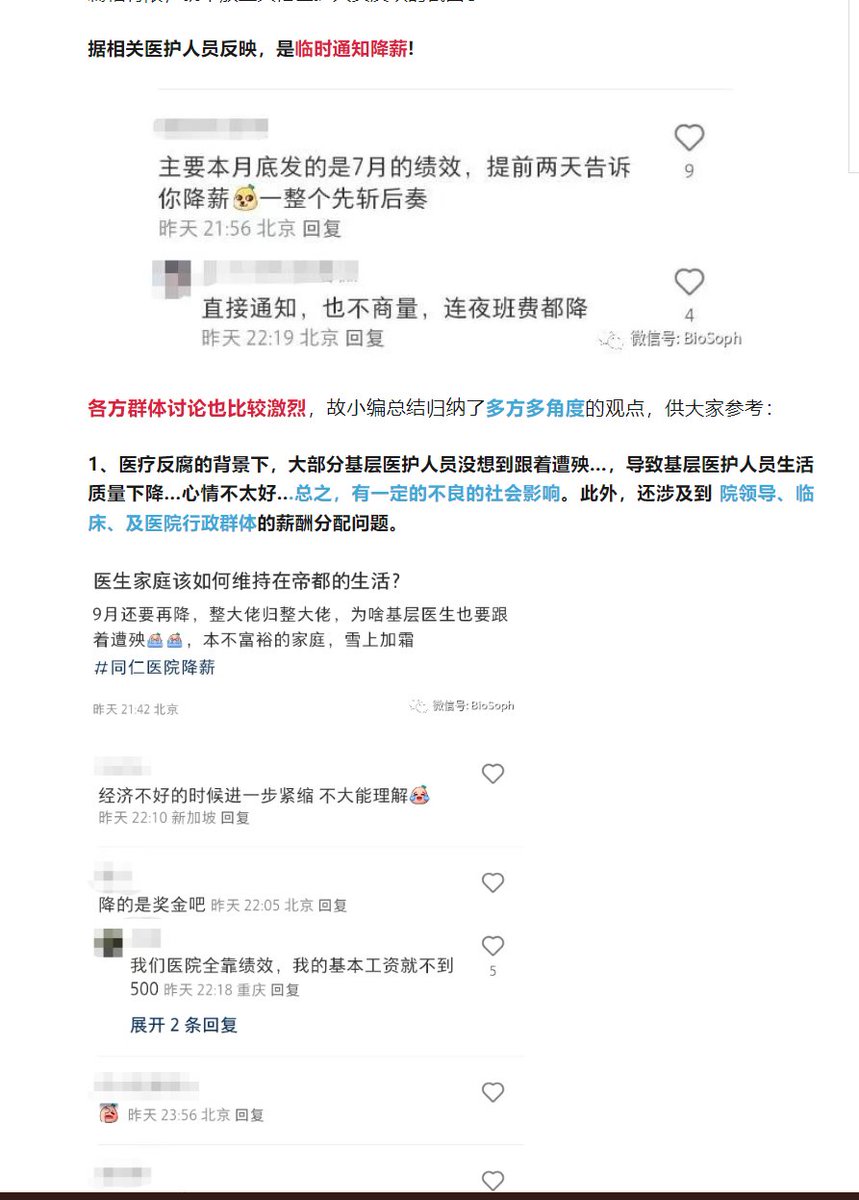 据相关医护人员反映，是临时通知降薪!
主要本月底发的是7月的绩效，提前两天告诉
9
你降薪一整个先斩后奏
昨天 21:56 北京 回复
直接通知，也不商量，连夜班费都降
4
昨天 22:19 北京 回复
微信号: BioSoph
各方群体讨论也比较激烈，故小编总结归纳了多方多角度的观点，供大家参考：
1、医疗反腐的背景下，大部分基层医护人员没想到跟着遭殃...，导致基层医护人员生活
质量下降...心情不太好...总之，有一定的不良的社会影响。此外，还涉及到 院领导、临
床、及医院行政群体的薪酬分配问题。
医生家庭该如何维持在帝都的生活？
9月还要再降，整大佬归整大佬，为啥基层医生也要跟
着遭殃，本不富裕的家庭，雪上加霜
#同仁医院降薪
昨天 21:42 北京
微信号: BioSoph
经济不好的时候进一步紧缩 不大能理解
昨天 22:10 新加坡 回复
降的是奖金吧 昨天 22:05 北京 回复
我们医院全靠绩效，我的基本工资就不到
5
500 昨天 22:18 重庆 回复
展开 2 条回复
昨天 23:56 北京 回复